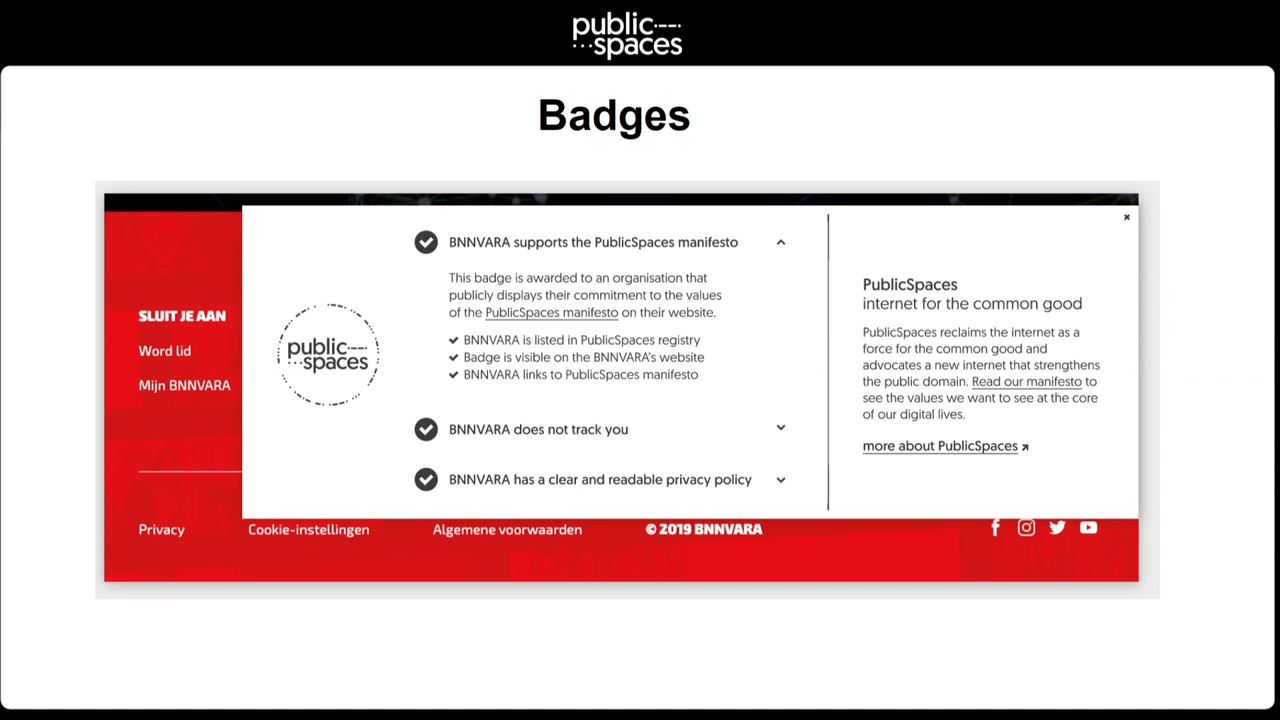 public
spaces
Badges
SLUIT JE AAN
Word lid
Mijn BNNVARA
public
spaces
BNNVARA supports the PublicSpaces manifesto
This badge is awarded to an organisation that
publicly displays their commitment to the values
of the PublicSpaces manifesto on their website.
BNNVARA is listed in PublicSpaces registry
Badge is visible on the BNNVARA's website
BNNVARA links to PublicSpaces manifesto
BNNVARA does not track you
BNNVARA has a clear and readable privacy policy
PublicSpaces
internet for the common good
PublicSpaces reclaims the internet as a
force for the common good and
advocates a new internet that strengthens
the public domain. Read our manifesto to
see the values we want to see at the core
of our digital lives.
more about PublicSpaces
Privacy
Cookie-instellingen
Algemene voorwaarden
© 2019 BNNVARA